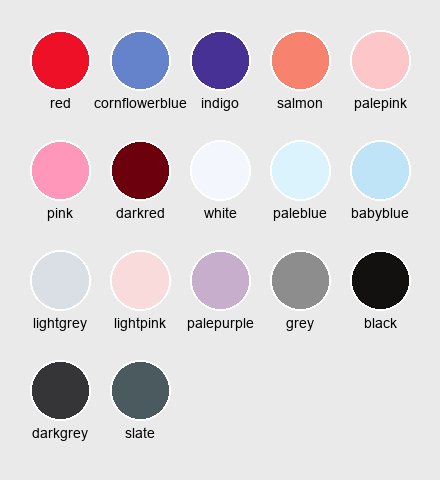 red cornflowerblue indigo salmon palepink
pink darkred white paleblue babyblue
lightgrey lightpink palepurple grey black
darkgrey slate